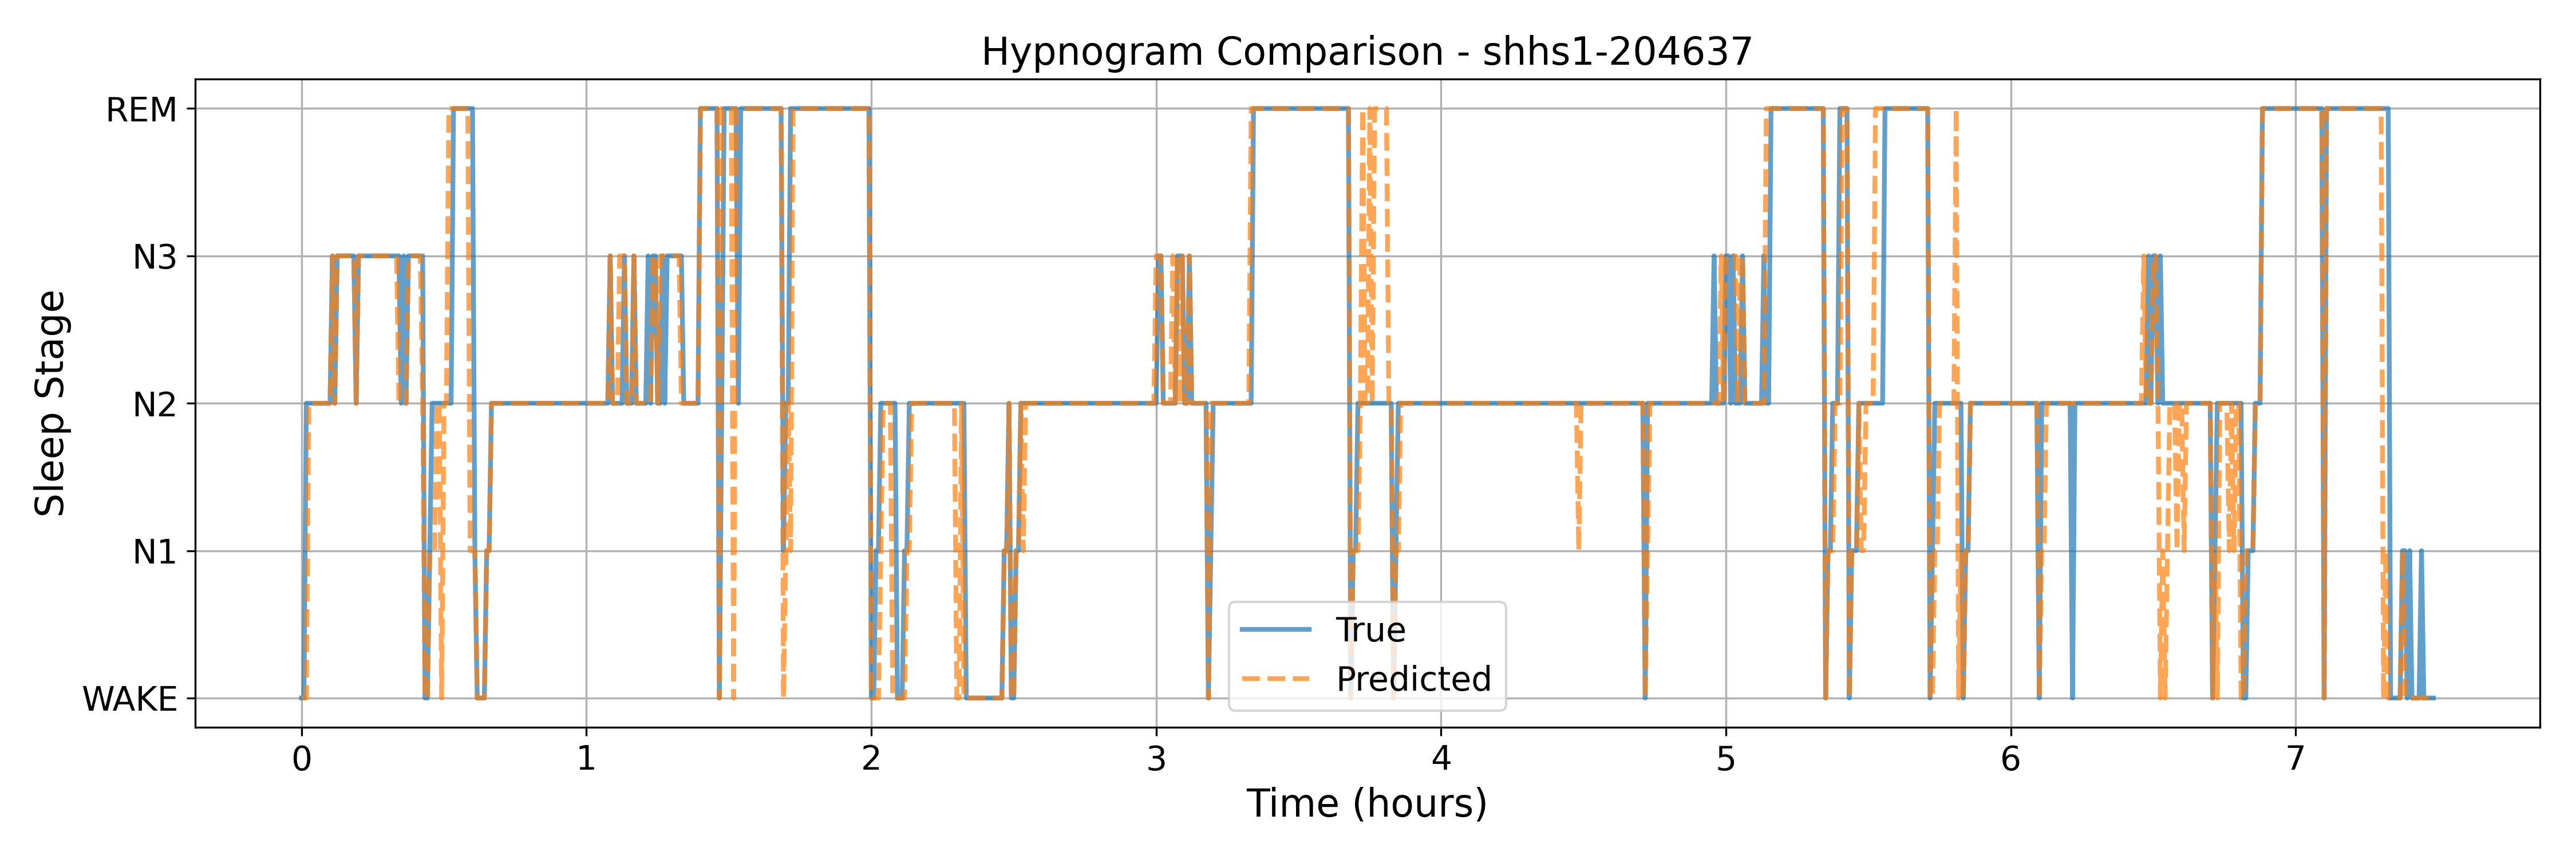 Hypnogram Comparison - shhs1-204637
Sleep Stage
REM
N3
N2
N1
WAKE
True
Predicted
0 1 2 3 4 5 6 7
Time (hours)